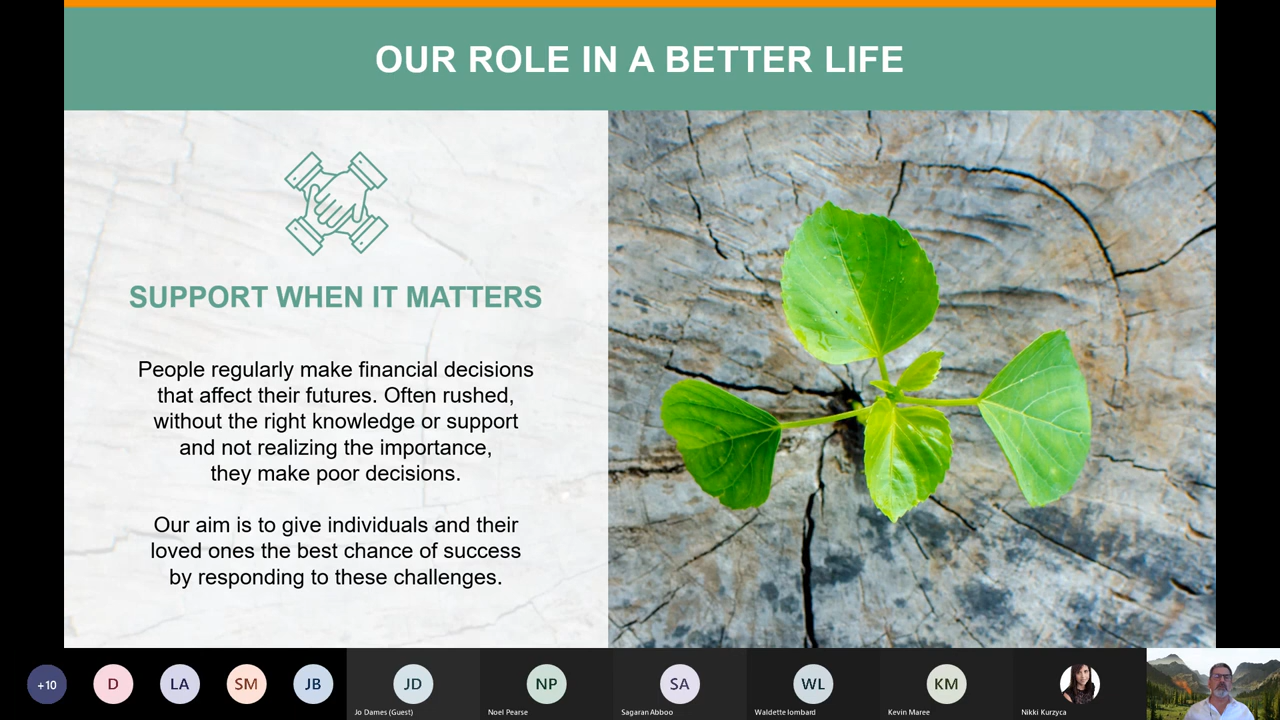 OUR ROLE IN A BETTER LIFE
SUPPORT WHEN IT MATTERS
People regularly make financial decisions
that affect their futures. Often rushed,
without the right knowledge or support
and not realizing the importance,
they make poor decisions.
Our aim is to give individuals and their
loved ones the best chance of success
by responding to these challenges.
+10
D
LA
SM
JB
JD
NP
SA
WL
KM
Jo Dames (Guest)
Noel Pearse
Sagaran Abboo
Waldette lombard
Kevin Maree
Nikki Kurzyca